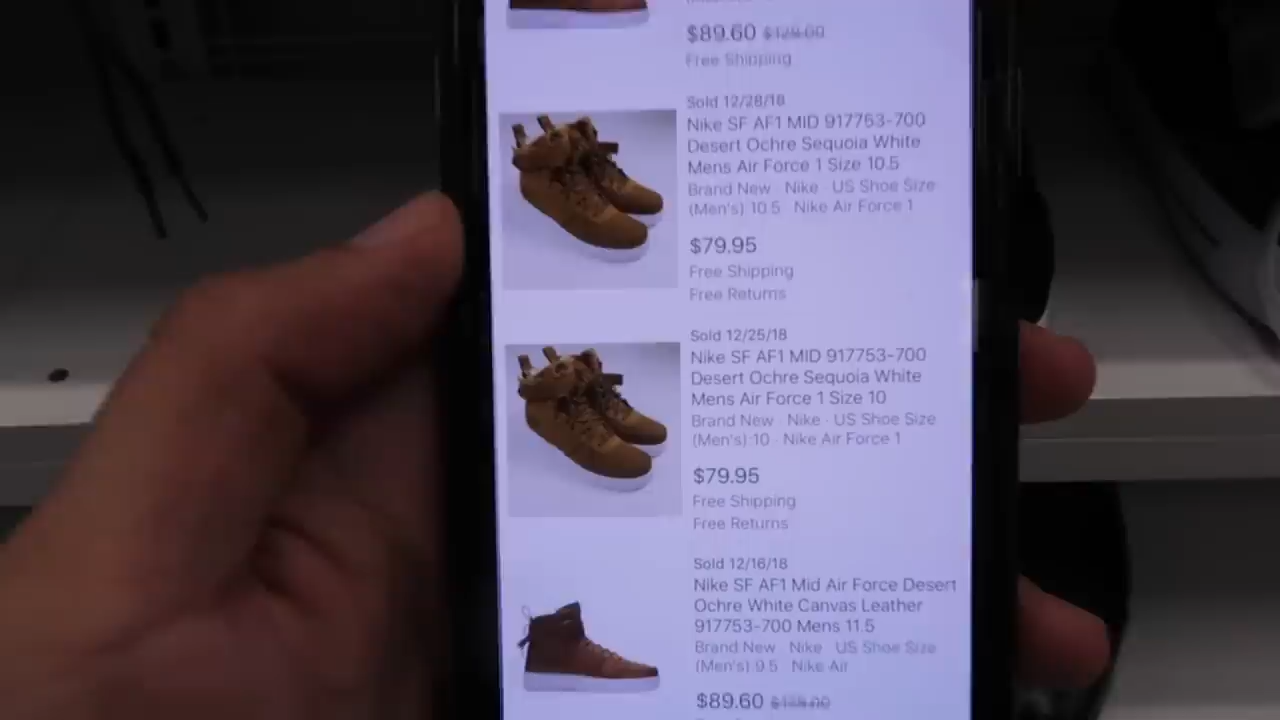 $89.60 $128.00
Free Shipping
Sold 12/28/18
Nike SF AF1 MID 917753-700
Desert Ochre Sequoia White
Mens Air Force 1 Size 10.5
Brand New · Nike · US Shoe Size
(Men's):10.5 · Nike Air Force 1
$79.95
Free Shipping
Free Returns
Sold 12/25/18
Nike SF AF1 MID 917753-700
Desert Ochre Sequoia White
Mens Air Force 1 Size 10
Brand New · Nike · US Shoe Size
(Men's):10 · Nike Air Force 1
$79.95
Free Shipping
Free Returns
Sold 12/16/18
Nike SF AF1 Mid Air Force Desert
Ochre White Canvas Leather
917753-700 Mens 11.5
Brand New · Nike · US Shoe Size
(Men's):9.5 · Nike Air
$89.60